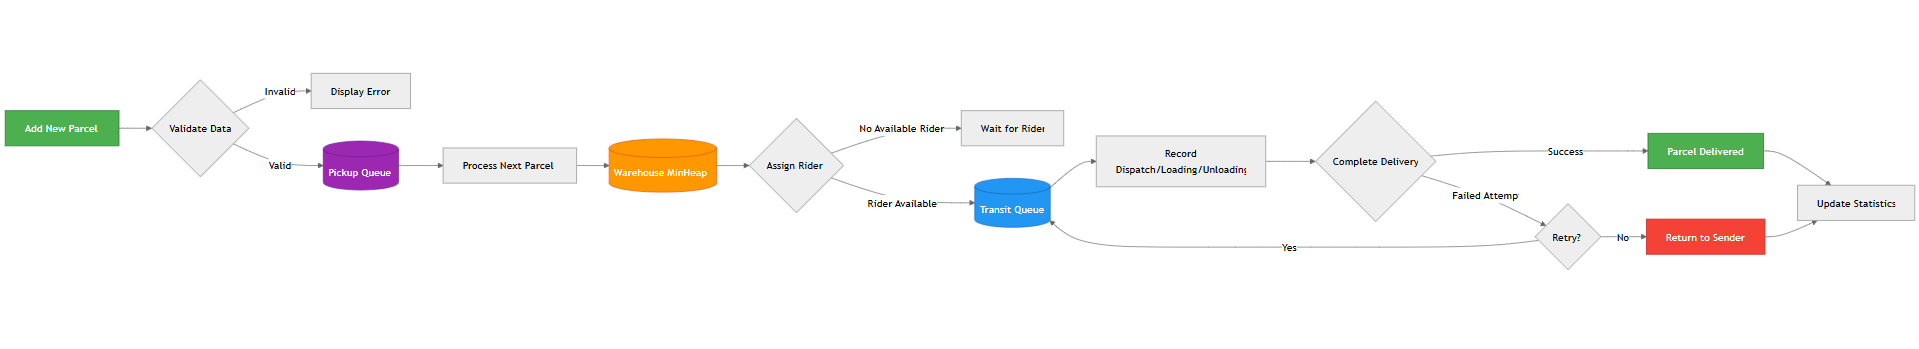 Add New Parcel
Validate Data
Invalid
Display Error
Valid
Pickup Queue
Process Next Parcel
Warehouse MinHeap
Assign Rider
No Available Rider
Wait for Rider
Rider Available
Transit Queue
Record
Dispatch/Loading/Unloading
Complete Delivery
Success
Parcel Delivered
Failed Attemp
Retry?
Yes
No
Return to Sender
Update Statistics